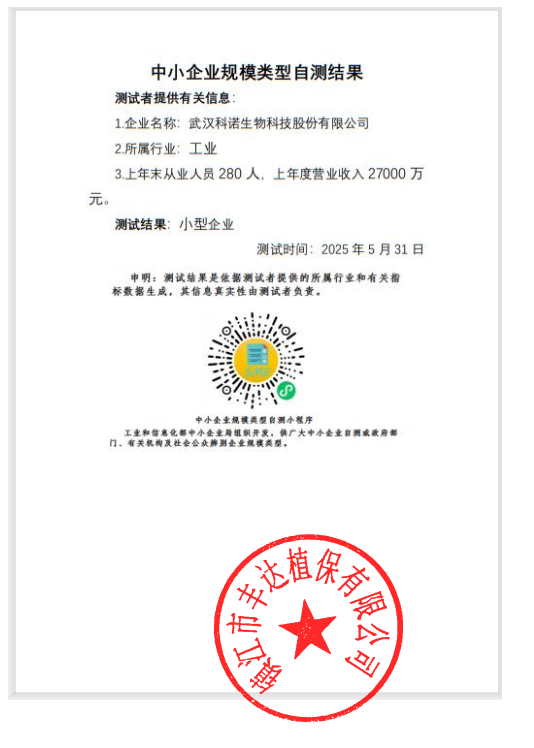 中小企业规模类型自测结果
测试者提供有关信息：
1.企业名称：武汉科诺生物科技股份有限公司
2.所属行业：工业
3.上年末从业人员 280 人，上年度营业收入 27000 万
元。
测试结果：小型企业
测试时间：2025 年 5 月 31 日
申明：测试结果是依据测试者提供的所属行业和有关指
标数据生成，其信息真实性由测试者负责。
SME
中小企业规模类型自测小程序
工业和信息化部中小企业局组织开发，供广大中小企业自测或政府部
门、有关机构及社会公众辨别企业规模类型。
镇江市丰达植保有限公司